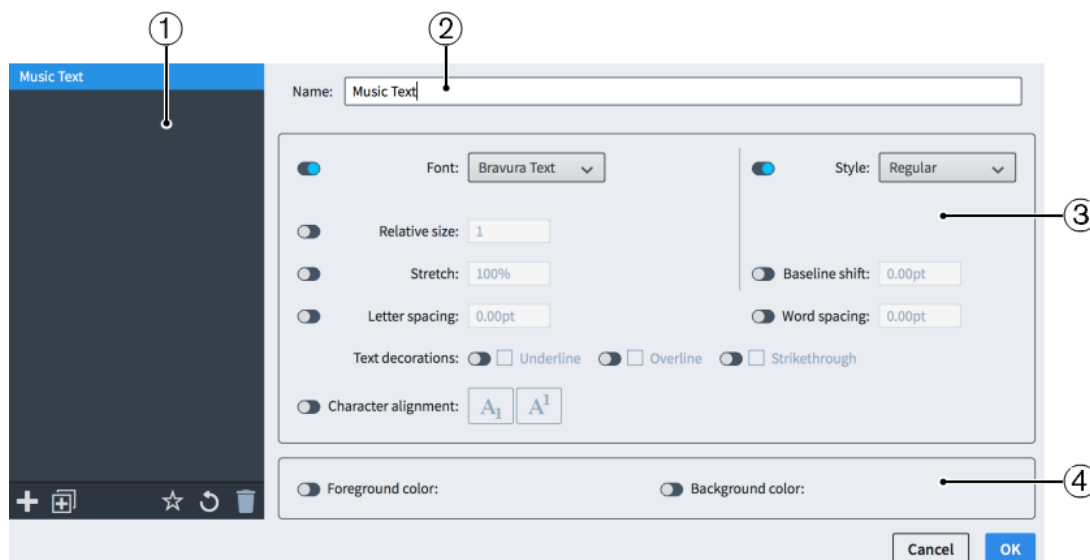 1
2
Music Text
Name: Music Text
Font: Bravura Text
Style: Regular
3
Relative size: 1
Stretch: 100%
Baseline shift: 0.00pt
Letter spacing: 0.00pt
Word spacing: 0.00pt
Text decorations: Underline Overline Strikethrough
Character alignment: A1 A1
Foreground color:
Background color:
4
Cancel
OK